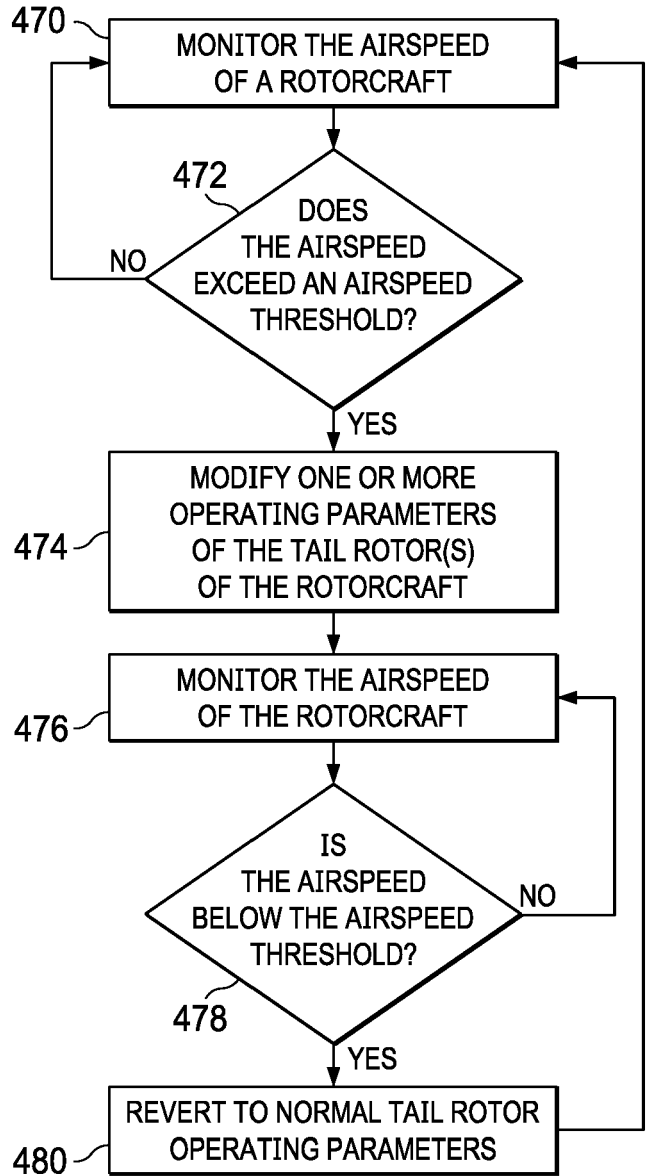 470
MONITOR THE AIRSPEED
OF A ROTORCRAFT
472
DOES
THE AIRSPEED
EXCEED AN AIRSPEED
THRESHOLD?
NO
YES
474
MODIFY ONE OR MORE
OPERATING PARAMETERS
OF THE TAIL ROTOR(S)
OF THE ROTORCRAFT
476
MONITOR THE AIRSPEED
OF THE ROTORCRAFT
IS
THE AIRSPEED
BELOW THE AIRSPEED
THRESHOLD?
NO
478
YES
480
REVERT TO NORMAL TAIL ROTOR
OPERATING PARAMETERS